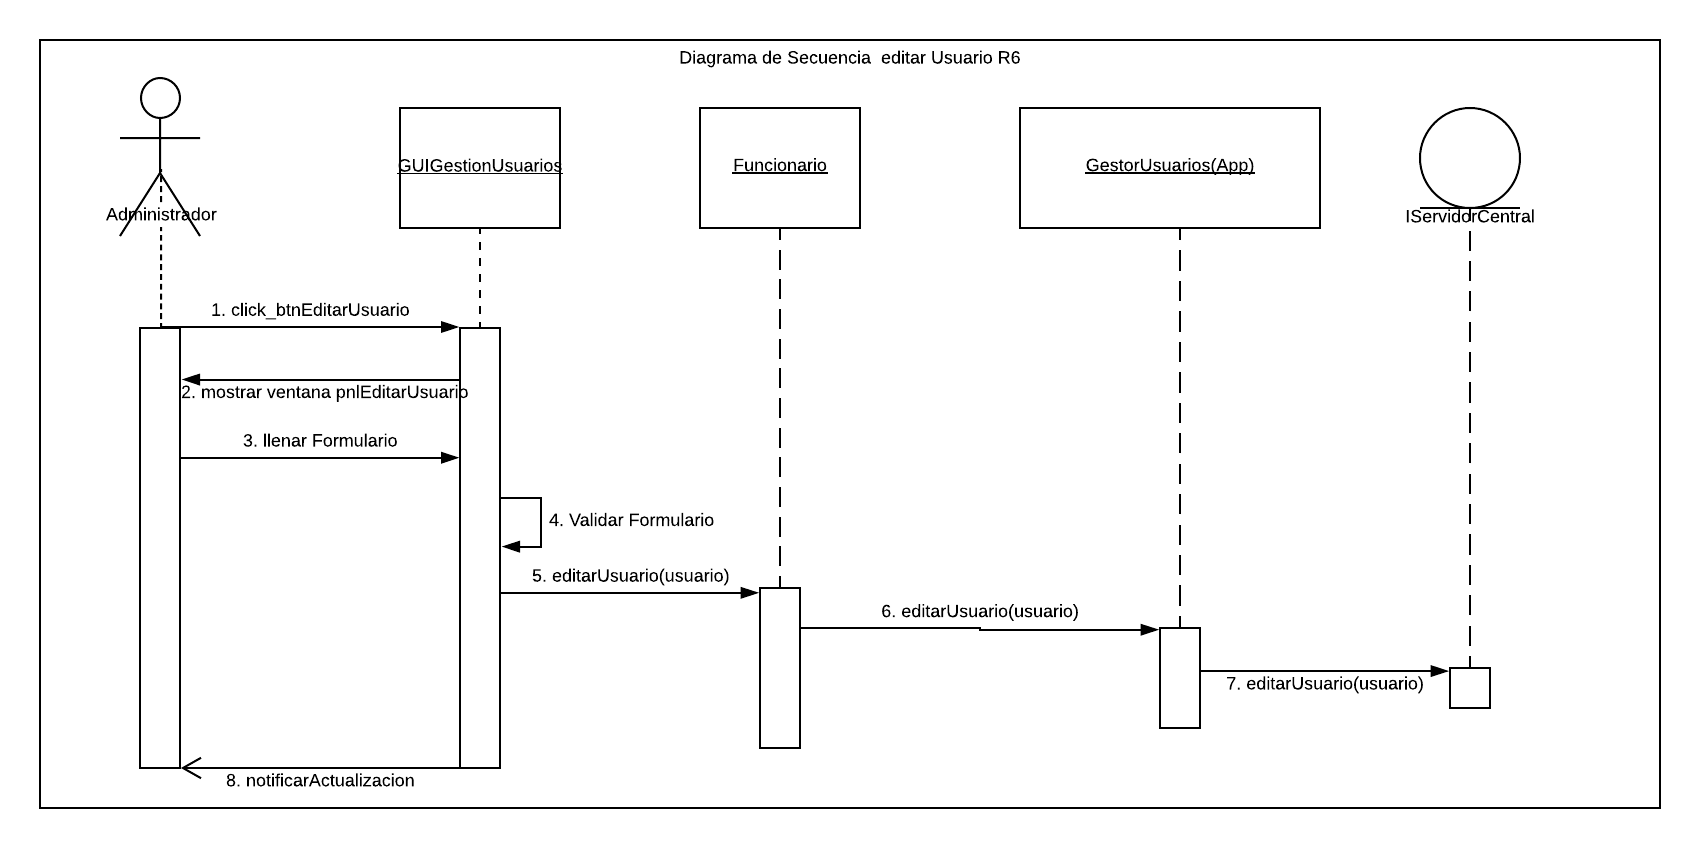 Diagrama de Secuencia  editar Usuario R6
Administrador
GUIGestionUsuarios
Funcionario
GestorUsuarios(App)
IServidorCentral
1. click_btnEditarUsuario
2. mostrar ventana pnlEditarUsuario
3. llenar Formulario
4. Validar Formulario
5. editarUsuario(usuario)
6. editarUsuario(usuario)
7. editarUsuario(usuario)
8. notificarActualizacion